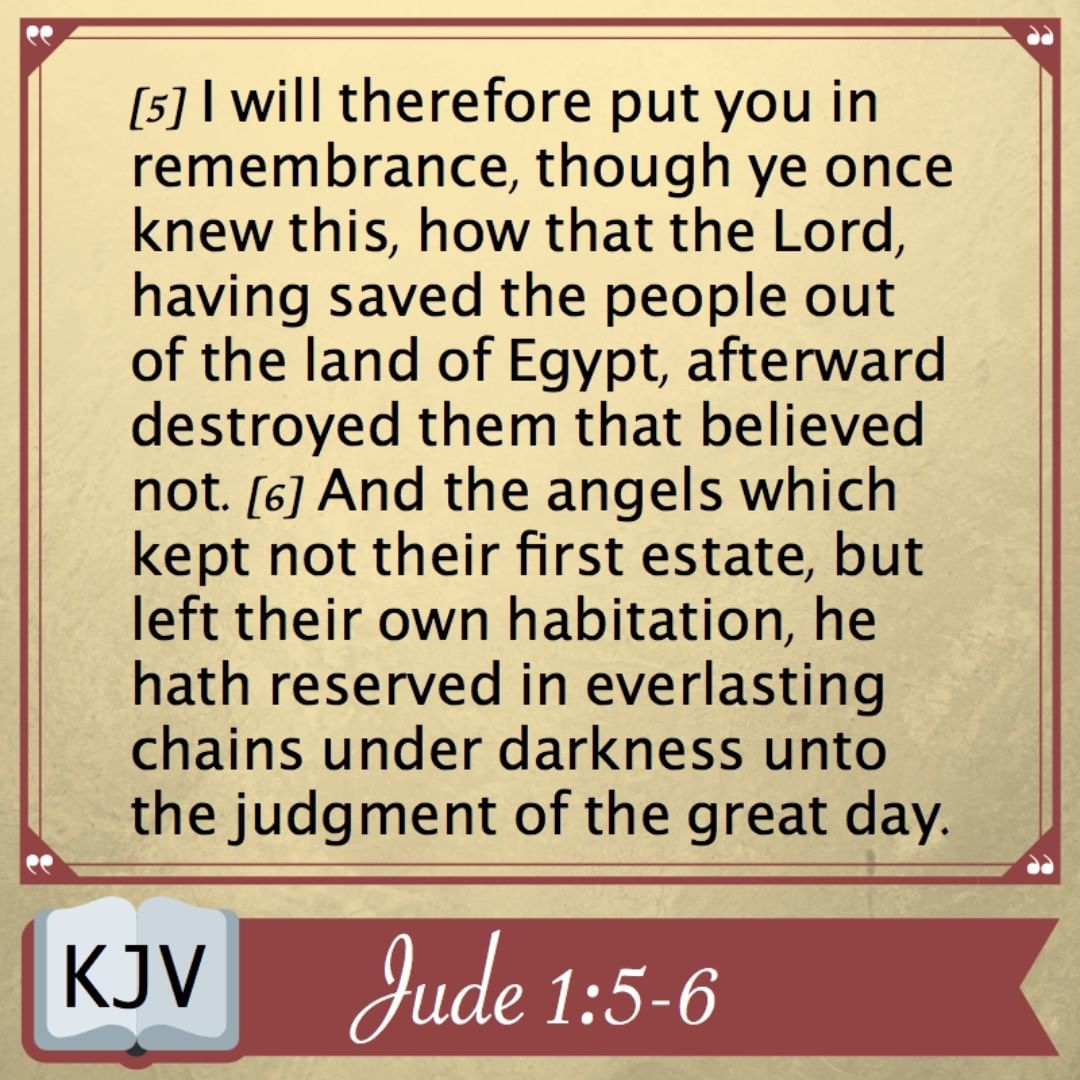 [5] I will therefore put you in
remembrance, though ye once
knew this, how that the Lord,
having saved the people out
of the land of Egypt, afterward
destroyed them that believed
not. [6] And the angels which
kept not their first estate, but
left their own habitation, he
hath reserved in everlasting
chains under darkness unto
the judgment of the great day.
KJV
Jude 1:5-6